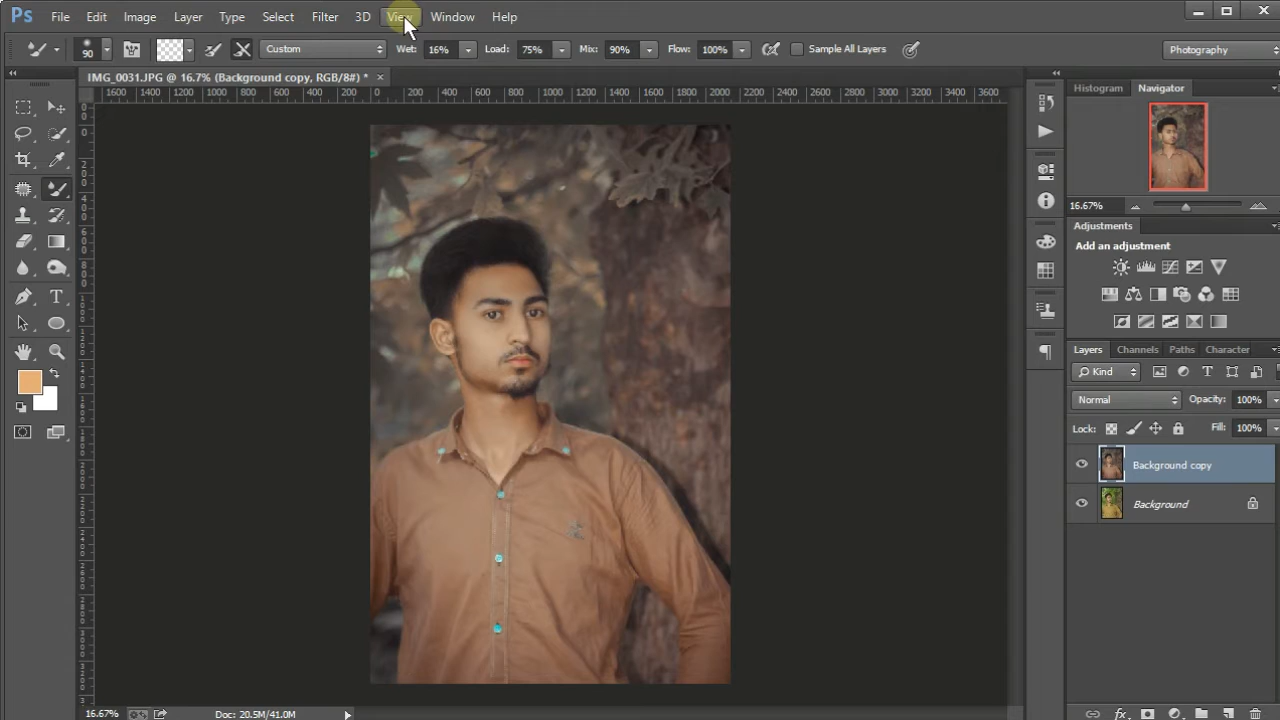 Ps File Edit Image Layer Type Select Filter 3D View Window Help
90 Custom Wet: 16% Load: 75% Mix: 90% Flow: 100% Sample All Layers Photography
IMG_0031.JPG @ 16.7% (Background copy, RGB/8#) * ×
1600 1400 1200 1000 800 600 400 200 0 200 400 600 800 1000 1200 1400 1600 1800 2000 2200 2400 2600 2800 3000 3200 3400 3600
Histogram Navigator
16.67%
Adjustments
Add an adjustment
Layers Channels Paths Character
Kind
Normal Opacity: 100%
Lock: Fill: 100%
Background copy
Background
fx
16.67% Doc: 20.5M/41.0M